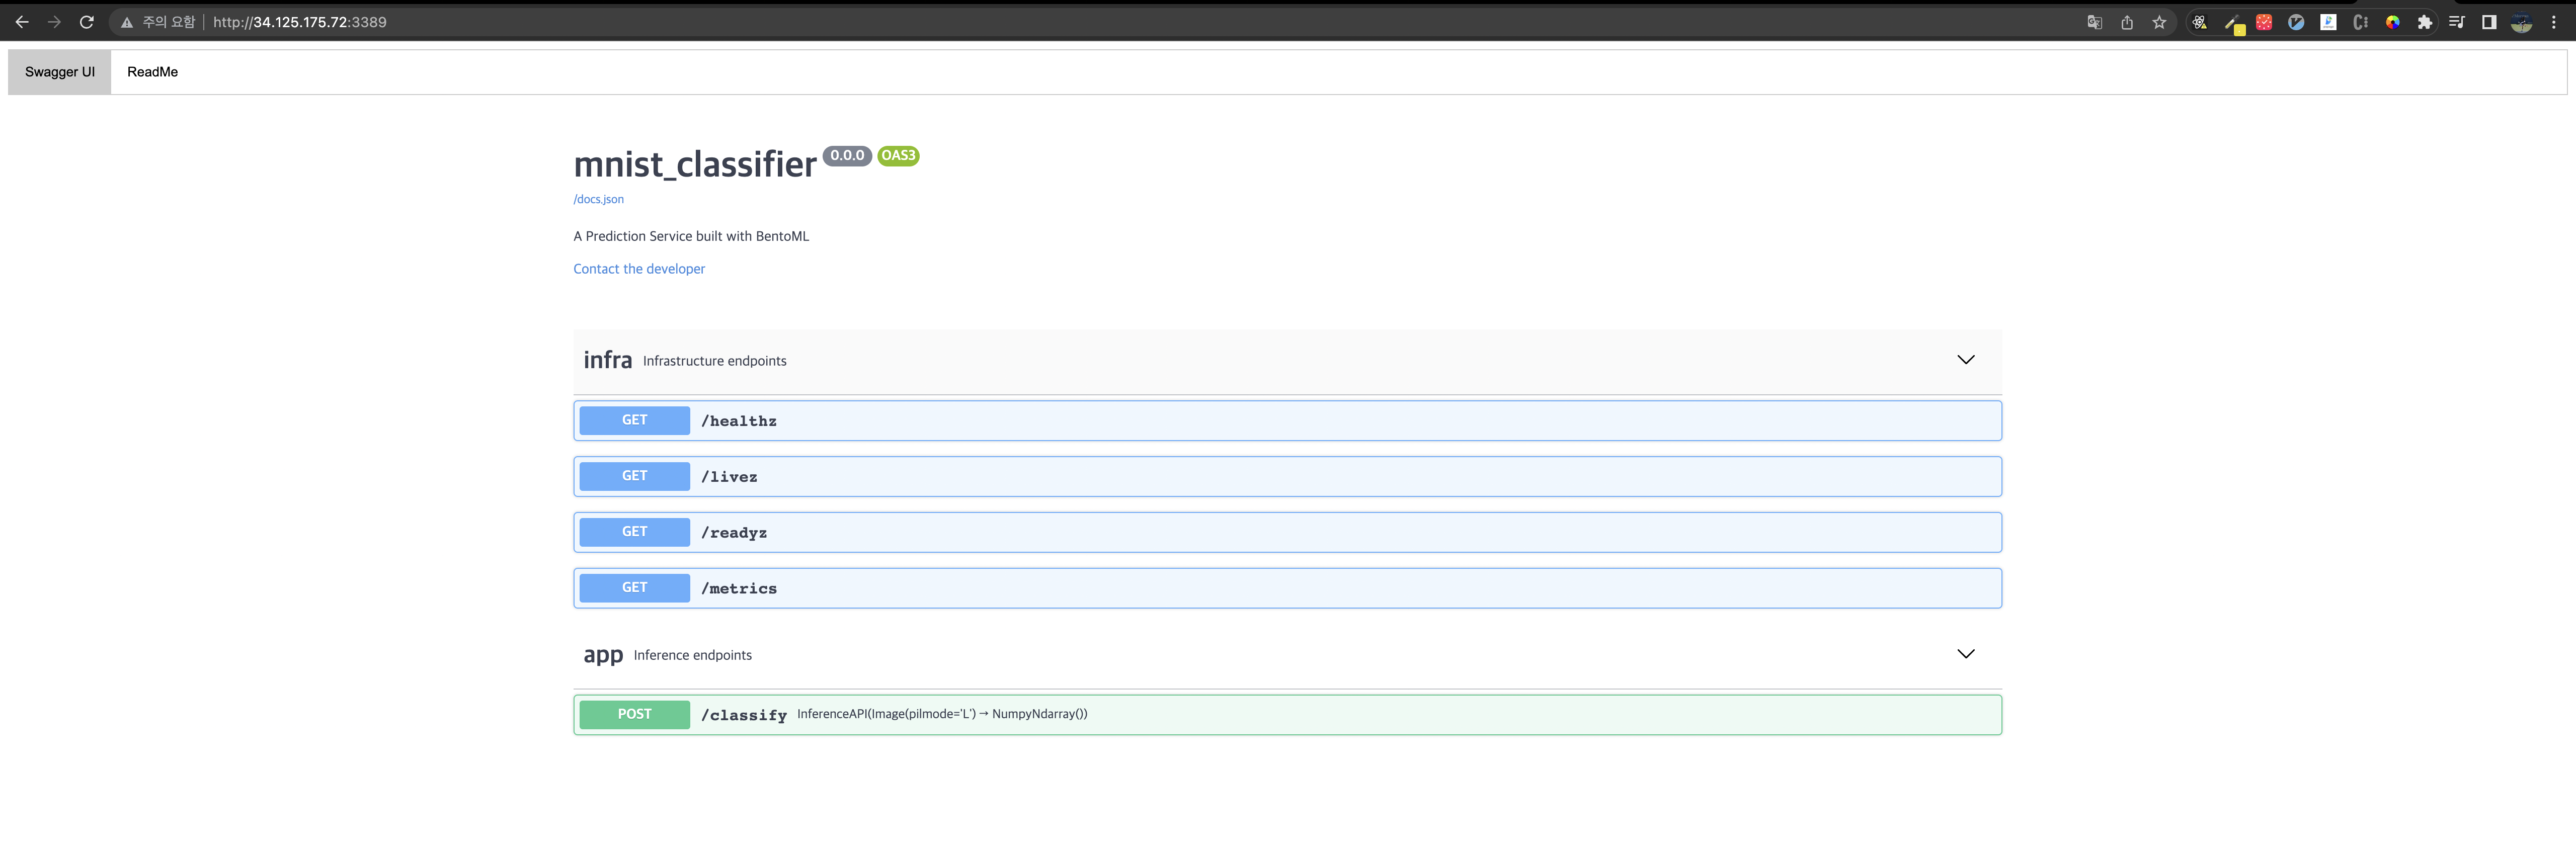 주의 요함 http://34.125.175.72:3389
Swagger UI ReadMe
mnist_classifier 0.0.0 OAS3
/docs.json
A Prediction Service built with BentoML
Contact the developer
infra Infrastructure endpoints
GET /healthz
GET /livez
GET /readyz
GET /metrics
app Inference endpoints
POST /classify InferenceAPI(Image(pilmode='L') → NumpyNdarray())